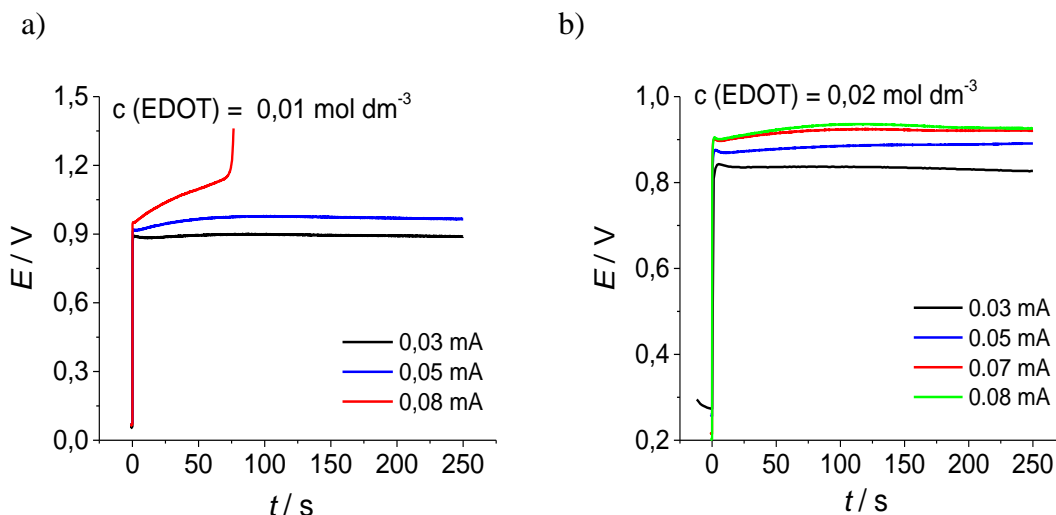 a)
c (EDOT) = 0,01 mol dm-3
1,5
1,2
0,9
0,6
0,3
0,0
E / V
0 50 100 150 200 250
t / s
0,03 mA
0,05 mA
0,08 mA
b)
c (EDOT) = 0,02 mol dm-3
1,0
0,8
0,6
0,4
0,2
E / V
0 50 100 150 200 250
t / s
0.03 mA
0.05 mA
0.07 mA
0.08 mA